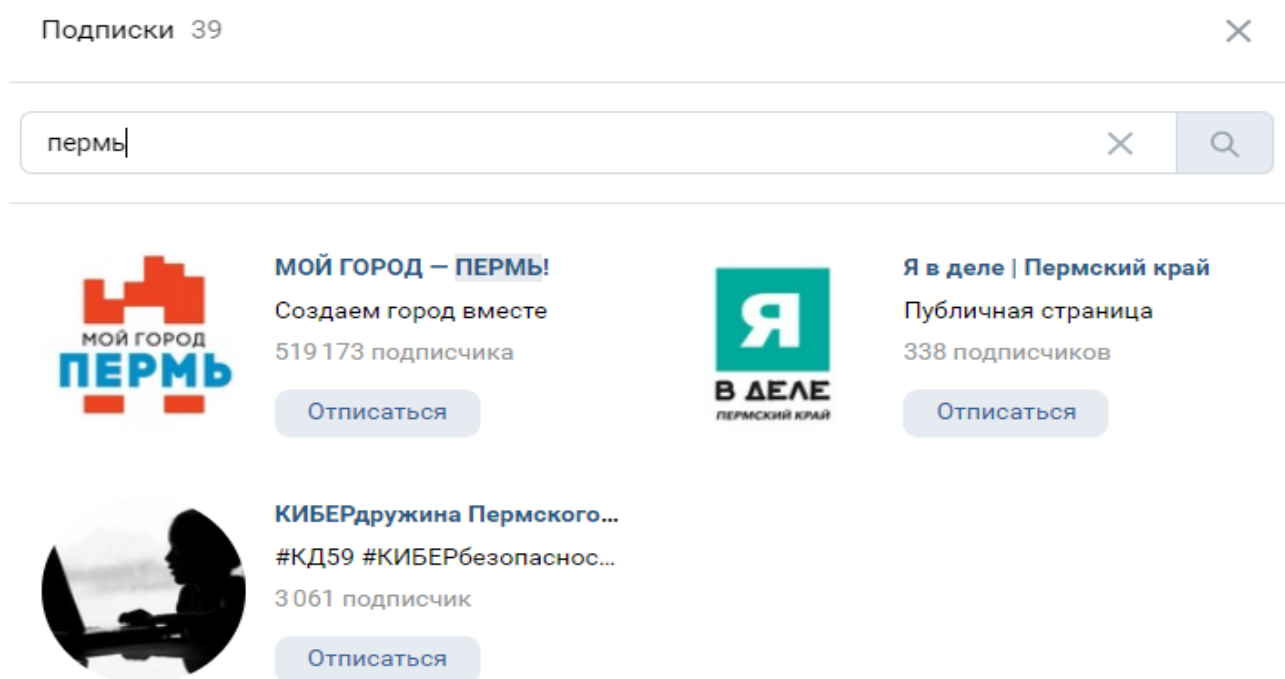 Подписки 39
пермь
МОЙ ГОРОД
ПЕРМЬ
МОЙ ГОРОД — ПЕРМЬ!
Создаем город вместе
519 173 подписчика
Отписаться
Я
В ДЕЛЕ
ПЕРМСКИЙ КРАЙ
Я в деле | Пермский край
Публичная страница
338 подписчиков
Отписаться
КИБЕРдружина Пермского...
#КД59 #КИБЕРбезопаснос...
3 061 подписчик
Отписаться